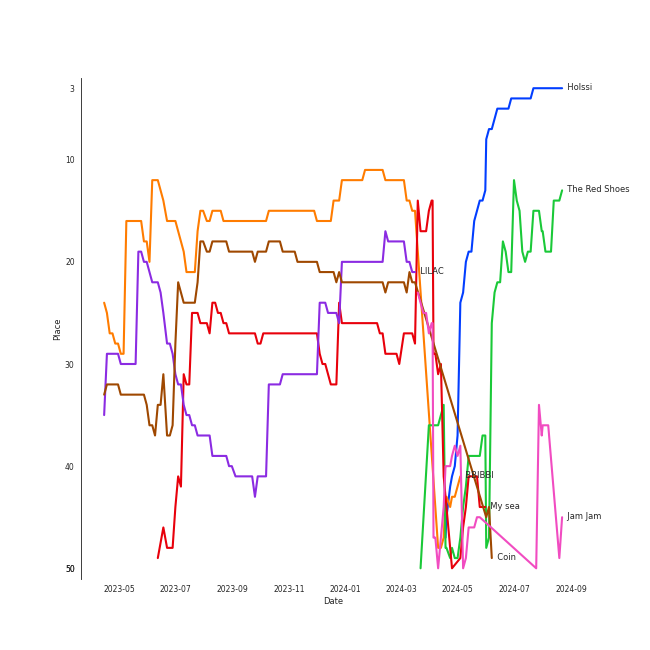 3
Holssi
10
The Red Shoes
20
LILAC
30
Place
40
BBIBBI
My sea
Jam Jam
Coin
50
2023-05 2023-07 2023-09 2023-11 2024-01 2024-03 2024-05 2024-07 2024-09
Date